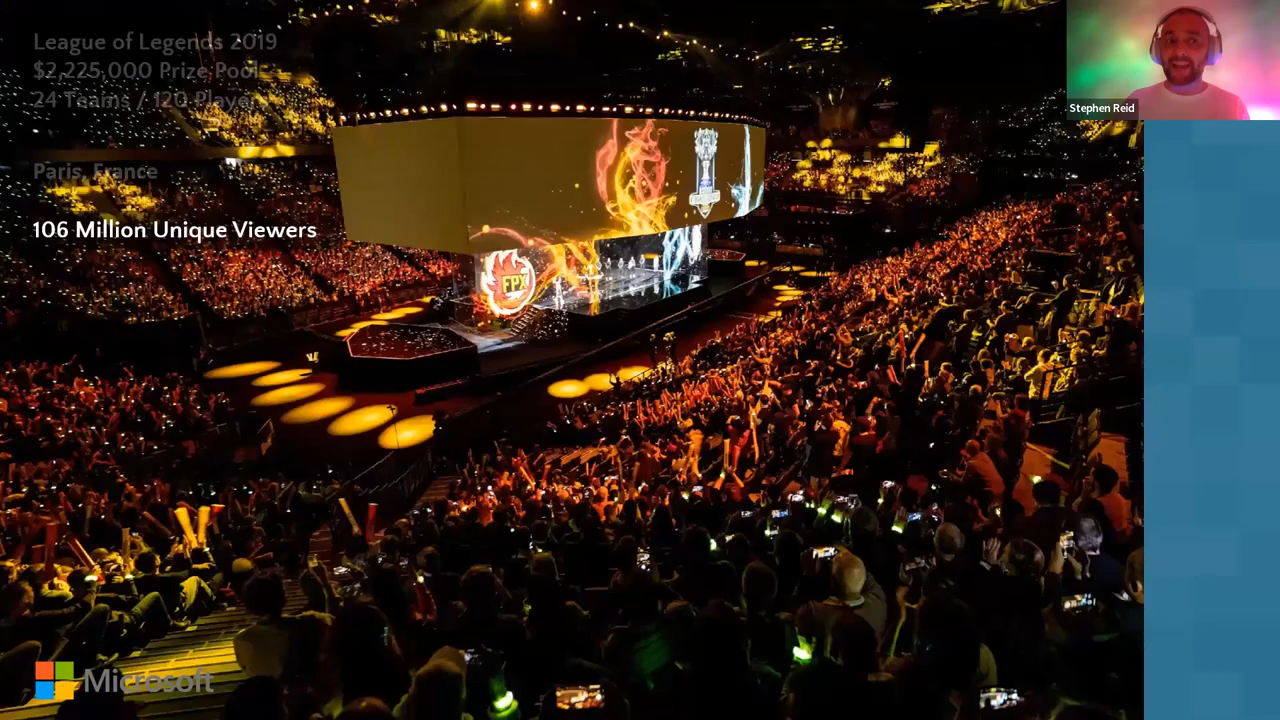 League of Legends 2019
$2,225,000 Prize Pool
24 Teams / 120 Players
Paris, France
106 Million Unique Viewers
FPX
Stephen Reid
Microsoft